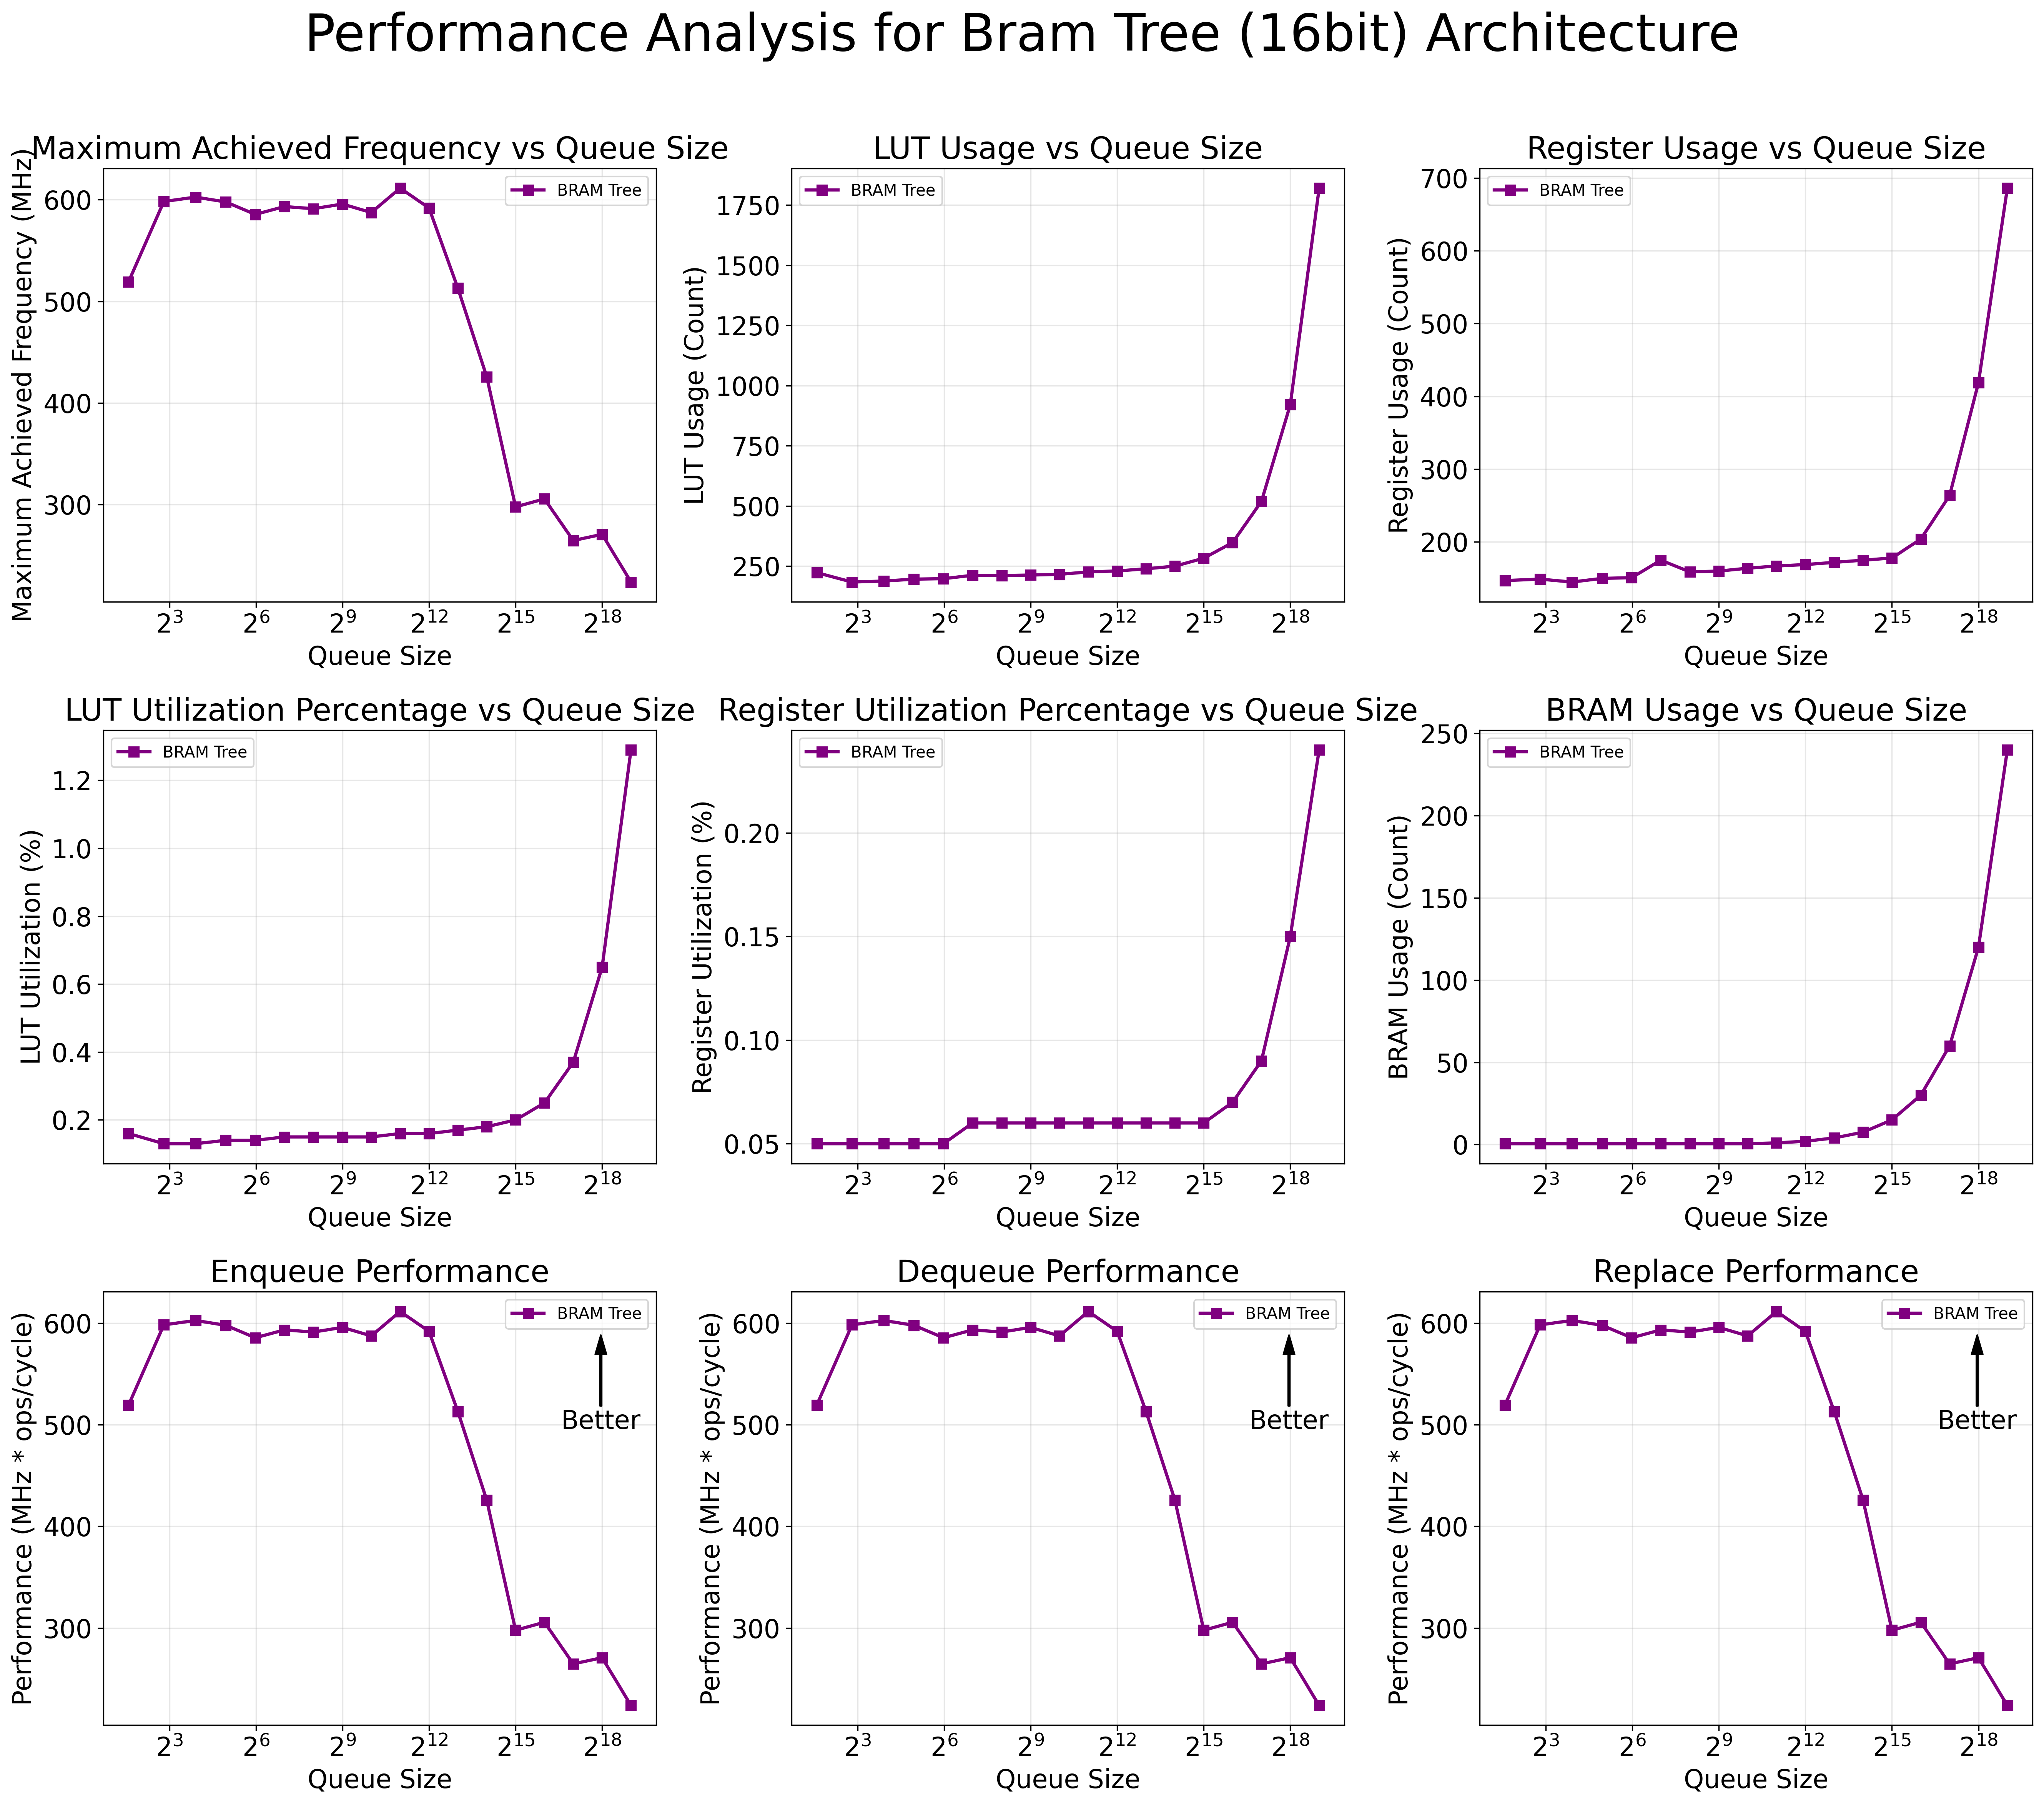 Performance Analysis for Bram Tree (16bit) Architecture
Maximum Achieved Frequency vs Queue Size
Maximum Achieved Frequency (MHz)
600
500
400
300
BRAM Tree
2^3 2^6 2^9 2^12 2^15 2^18
Queue Size
LUT Usage vs Queue Size
LUT Usage (Count)
1750
1500
1250
1000
750
500
250
BRAM Tree
2^3 2^6 2^9 2^12 2^15 2^18
Queue Size
Register Usage vs Queue Size
Register Usage (Count)
700
600
500
400
300
200
BRAM Tree
2^3 2^6 2^9 2^12 2^15 2^18
Queue Size
LUT Utilization Percentage vs Queue Size
LUT Utilization (%)
1.2
1.0
0.8
0.6
0.4
0.2
BRAM Tree
2^3 2^6 2^9 2^12 2^15 2^18
Queue Size
Register Utilization Percentage vs Queue Size
Register Utilization (%)
0.20
0.15
0.10
0.05
BRAM Tree
2^3 2^6 2^9 2^12 2^15 2^18
Queue Size
BRAM Usage vs Queue Size
BRAM Usage (Count)
250
200
150
100
50
0
BRAM Tree
2^3 2^6 2^9 2^12 2^15 2^18
Queue Size
Enqueue Performance
Performance (MHz * ops/cycle)
600
500
400
300
BRAM Tree
Better
2^3 2^6 2^9 2^12 2^15 2^18
Queue Size
Dequeue Performance
Performance (MHz * ops/cycle)
600
500
400
300
BRAM Tree
Better
2^3 2^6 2^9 2^12 2^15 2^18
Queue Size
Replace Performance
Performance (MHz * ops/cycle)
600
500
400
300
BRAM Tree
Better
2^3 2^6 2^9 2^12 2^15 2^18
Queue Size